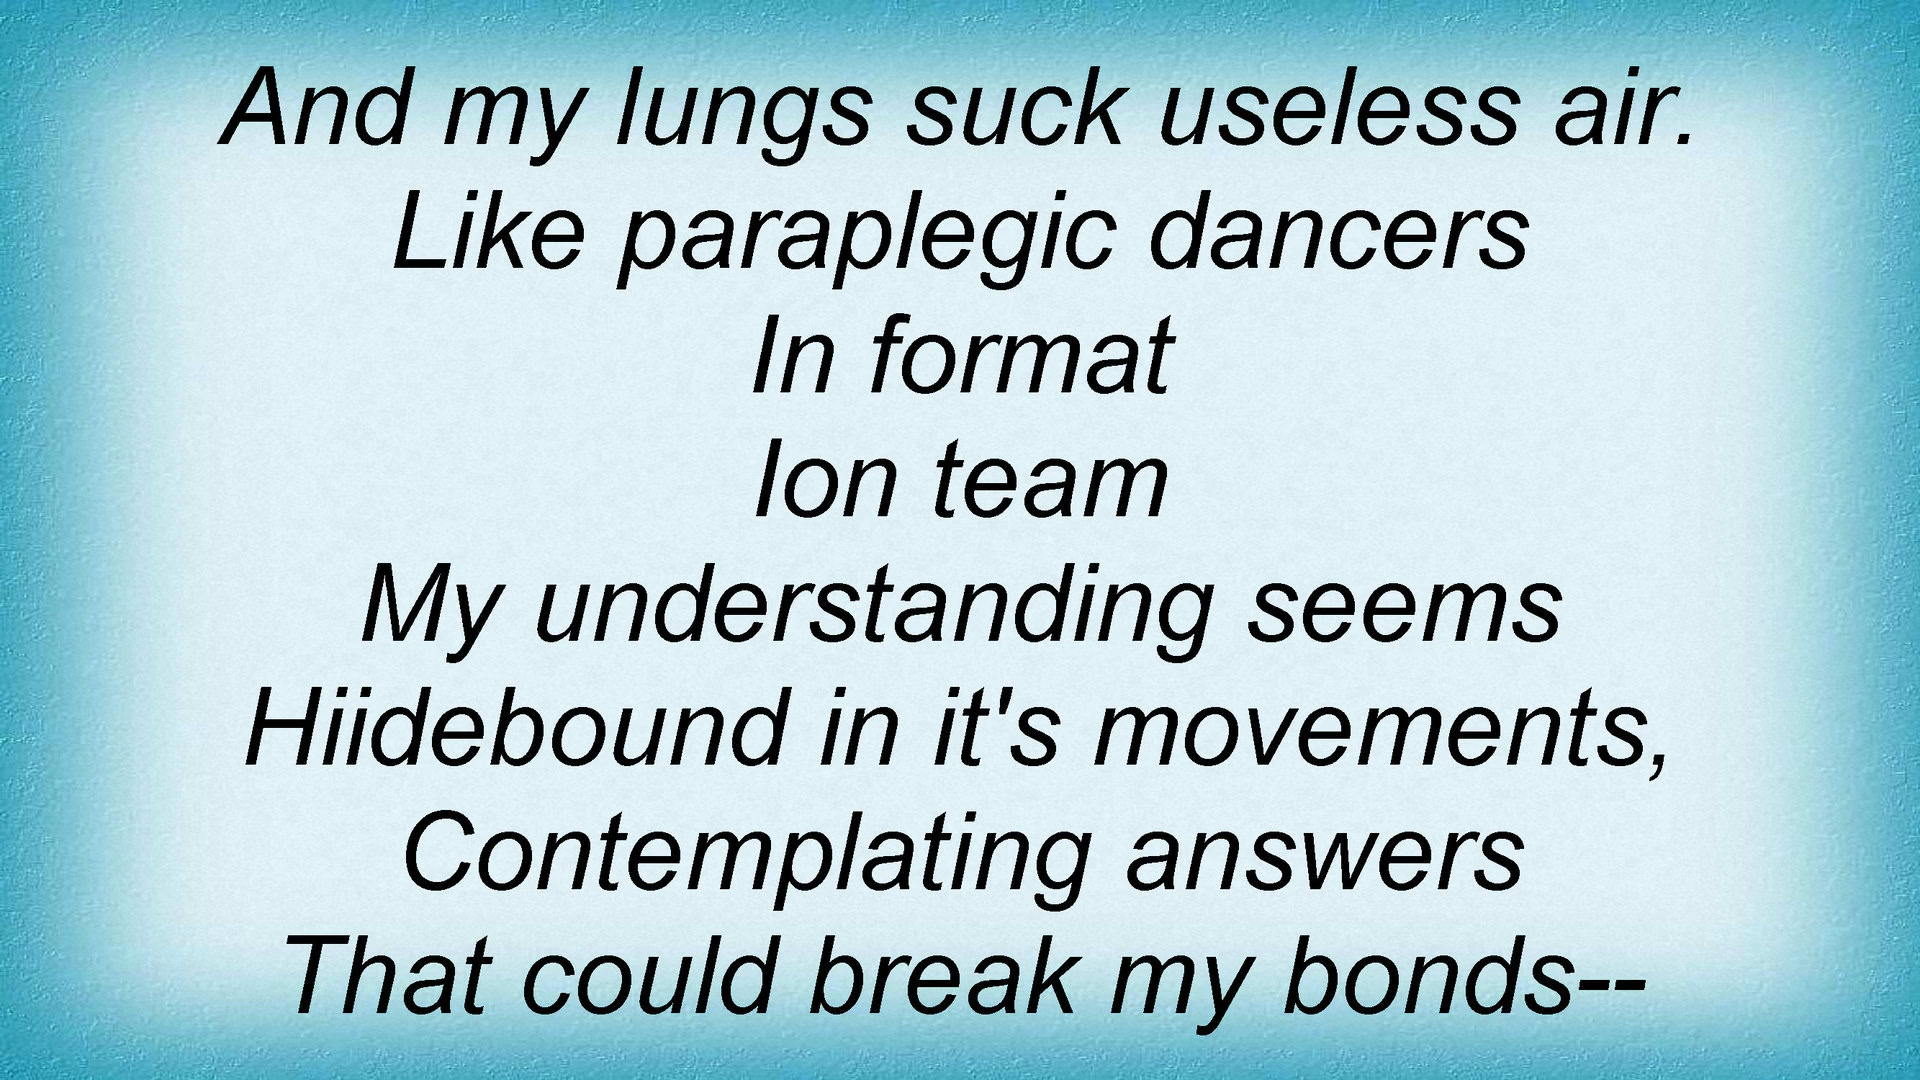 And my lungs suck useless air.
Like paraplegic dancers
In format
Ion team
My understanding seems
Hiidebound in it's movements,
Contemplating answers
That could break my bonds--